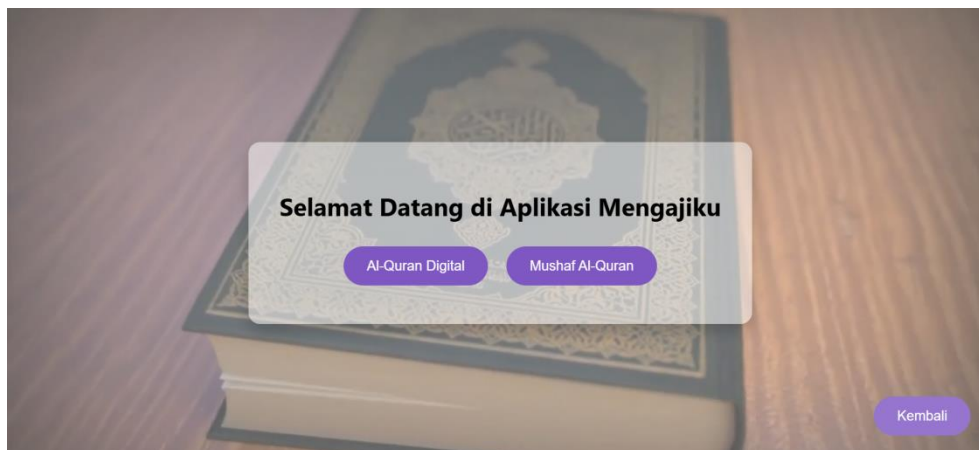 Selamat Datang di Aplikasi Mengajiku
Al-Quran Digital
Mushaf Al-Quran
Kembali